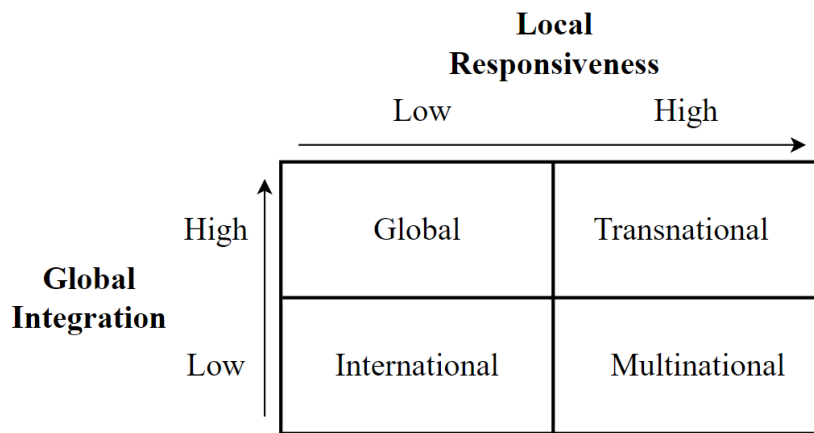 Local
Responsiveness
Low High
High Global Transnational
Global
Integration
Low International Multinational